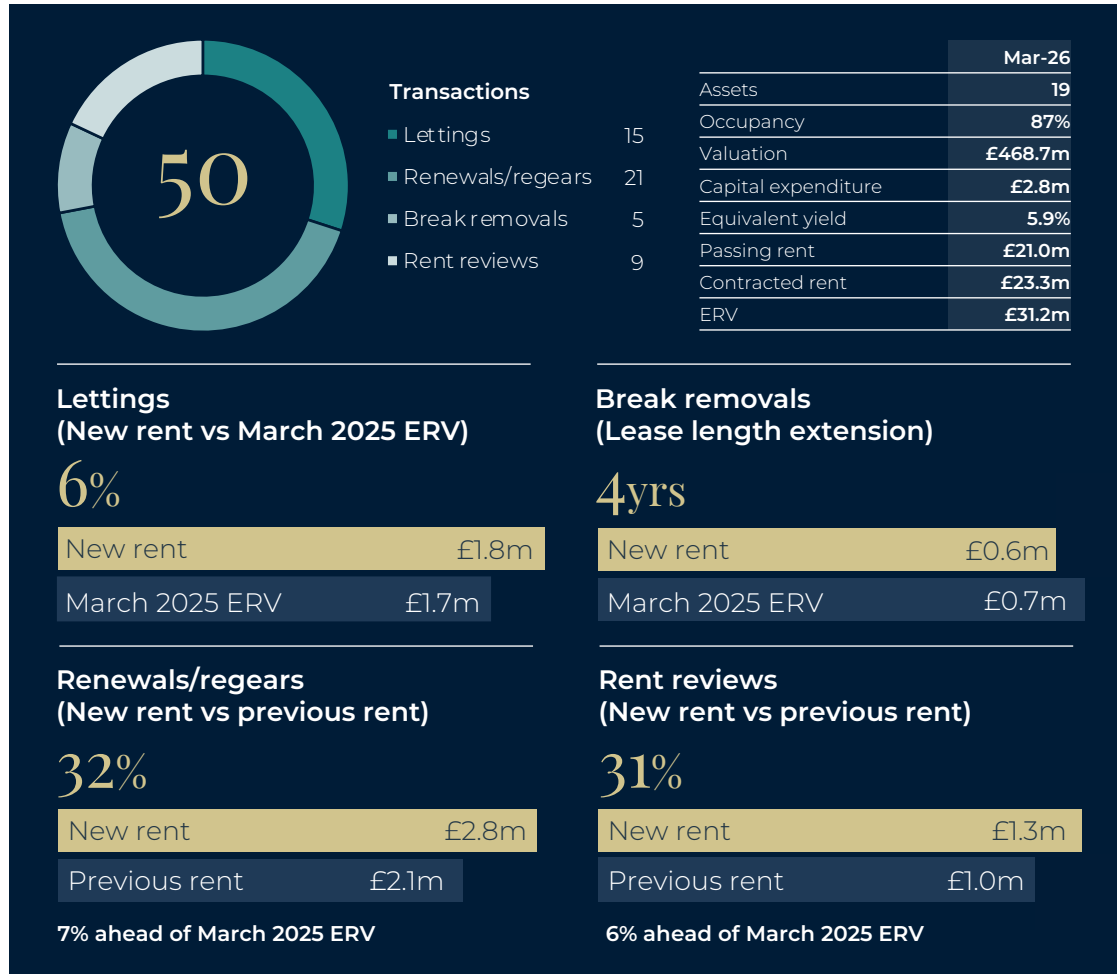 50
Transactions
Lettings 15
Renewals/regears 21
Break removals 5
Rent reviews 9
Mar-26
Assets 19
Occupancy 87%
Valuation £468.7m
Capital expenditure £2.8m
Equivalent yield 5.9%
Passing rent £21.0m
Contracted rent £23.3m
ERV £31.2m
Lettings
(New rent vs March 2025 ERV)
6%
New rent £1.8m
March 2025 ERV £1.7m
Break removals
(Lease length extension)
4yrs
New rent £0.6m
March 2025 ERV £0.7m
Renewals/regears
(New rent vs previous rent)
32%
New rent £2.8m
Previous rent £2.1m
7% ahead of March 2025 ERV
Rent reviews
(New rent vs previous rent)
31%
New rent £1.3m
Previous rent £1.0m
6% ahead of March 2025 ERV